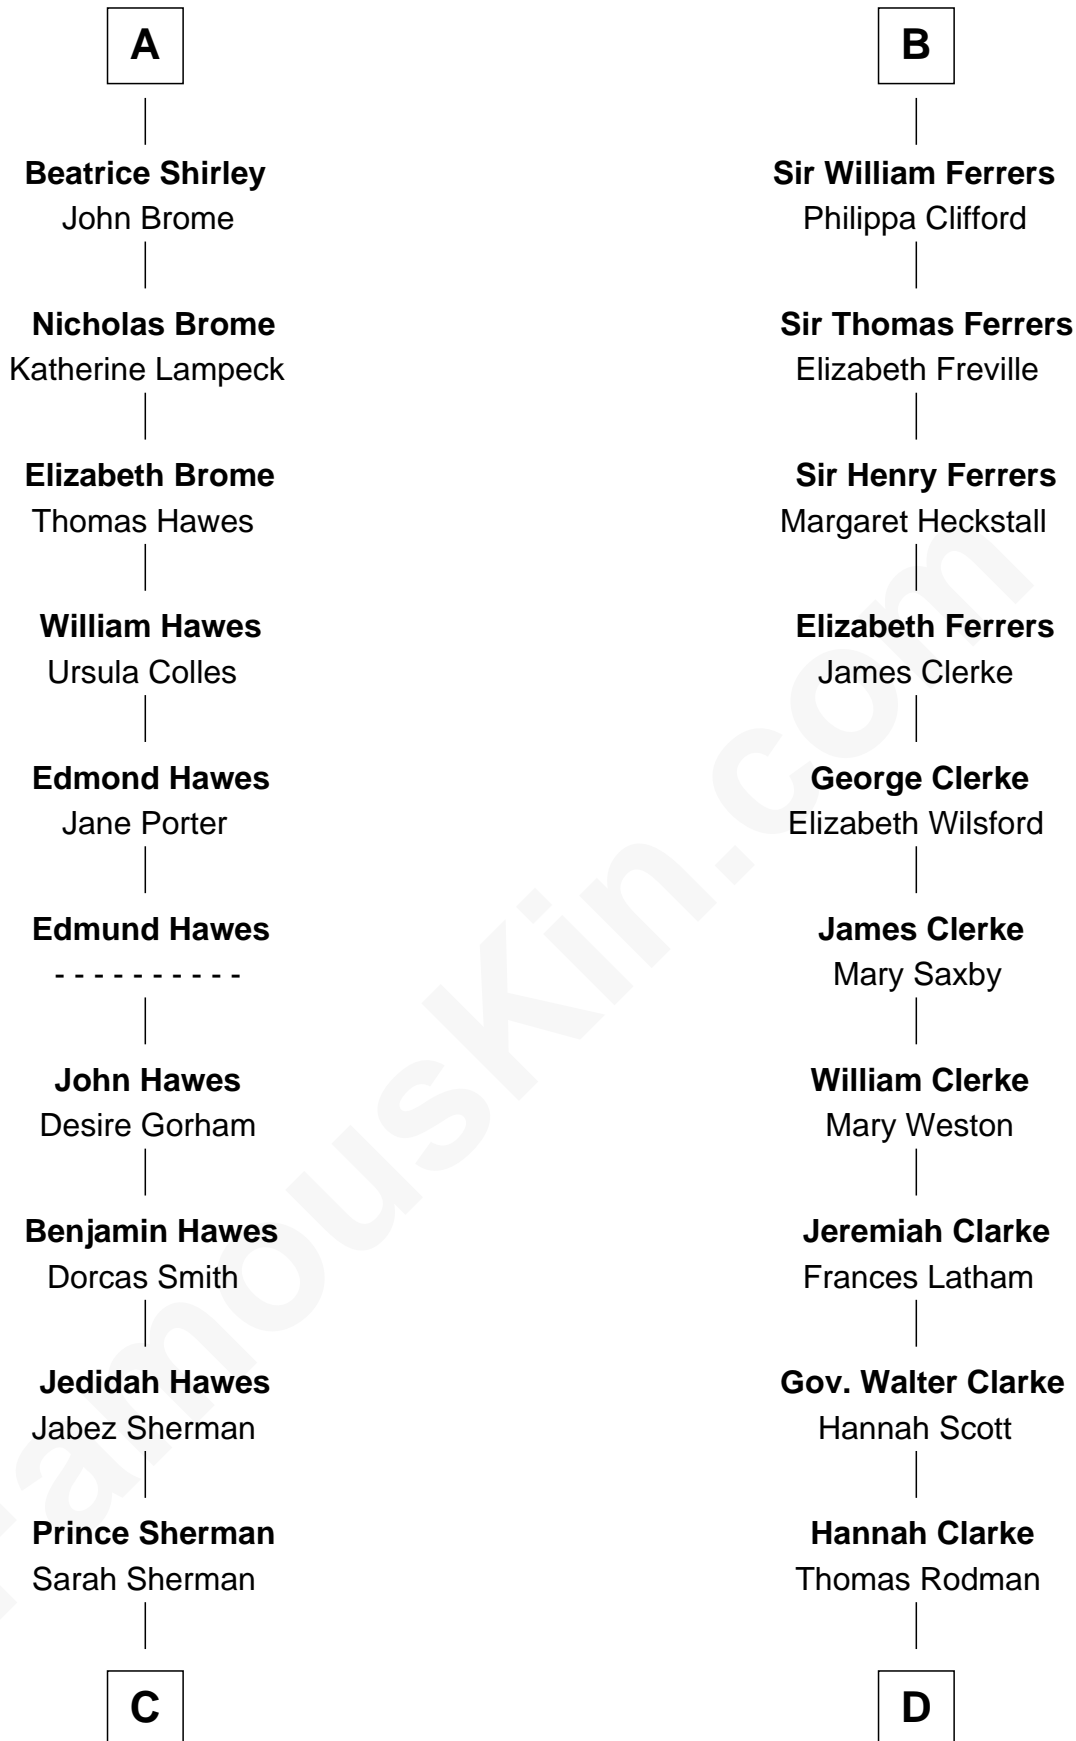 A
Beatrice Shirley
John Brome
Nicholas Brome
Katherine Lampeck
Elizabeth Brome
Thomas Hawes
William Hawes
Ursula Colles
Edmond Hawes
Jane Porter
Edmund Hawes
- - - - - - - - - -
John Hawes
Desire Gorham
Benjamin Hawes
Dorcas Smith
Jedidah Hawes
Jabez Sherman
Prince Sherman
Sarah Sherman
C
B
Sir William Ferrers
Philippa Clifford
Sir Thomas Ferrers
Elizabeth Freville
Sir Henry Ferrers
Margaret Heckstall
Elizabeth Ferrers
James Clerke
George Clerke
Elizabeth Wilsford
James Clerke
Mary Saxby
William Clerke
Mary Weston
Jeremiah Clarke
Frances Latham
Gov. Walter Clarke
Hannah Scott
Hannah Clarke
Thomas Rodman
D
FamousKin.com